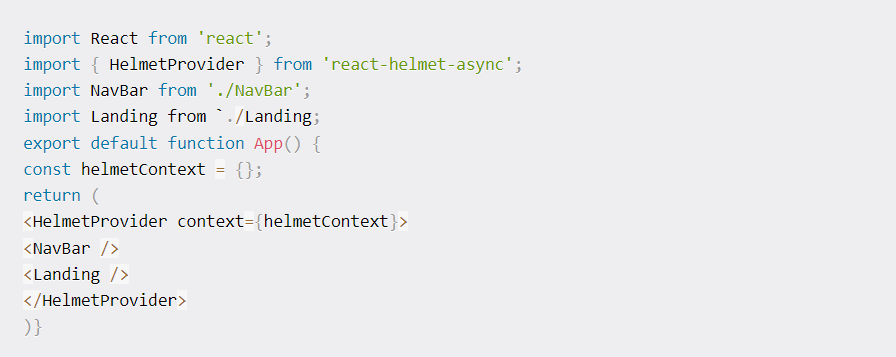 import React from 'react';
import { HelmetProvider } from 'react-helmet-async';
import NavBar from './NavBar';
import Landing from `./Landing;
export default function App() {
const helmetContext = {};
return (
<HelmetProvider context={helmetContext}>
<NavBar />
<Landing />
</HelmetProvider>
)}